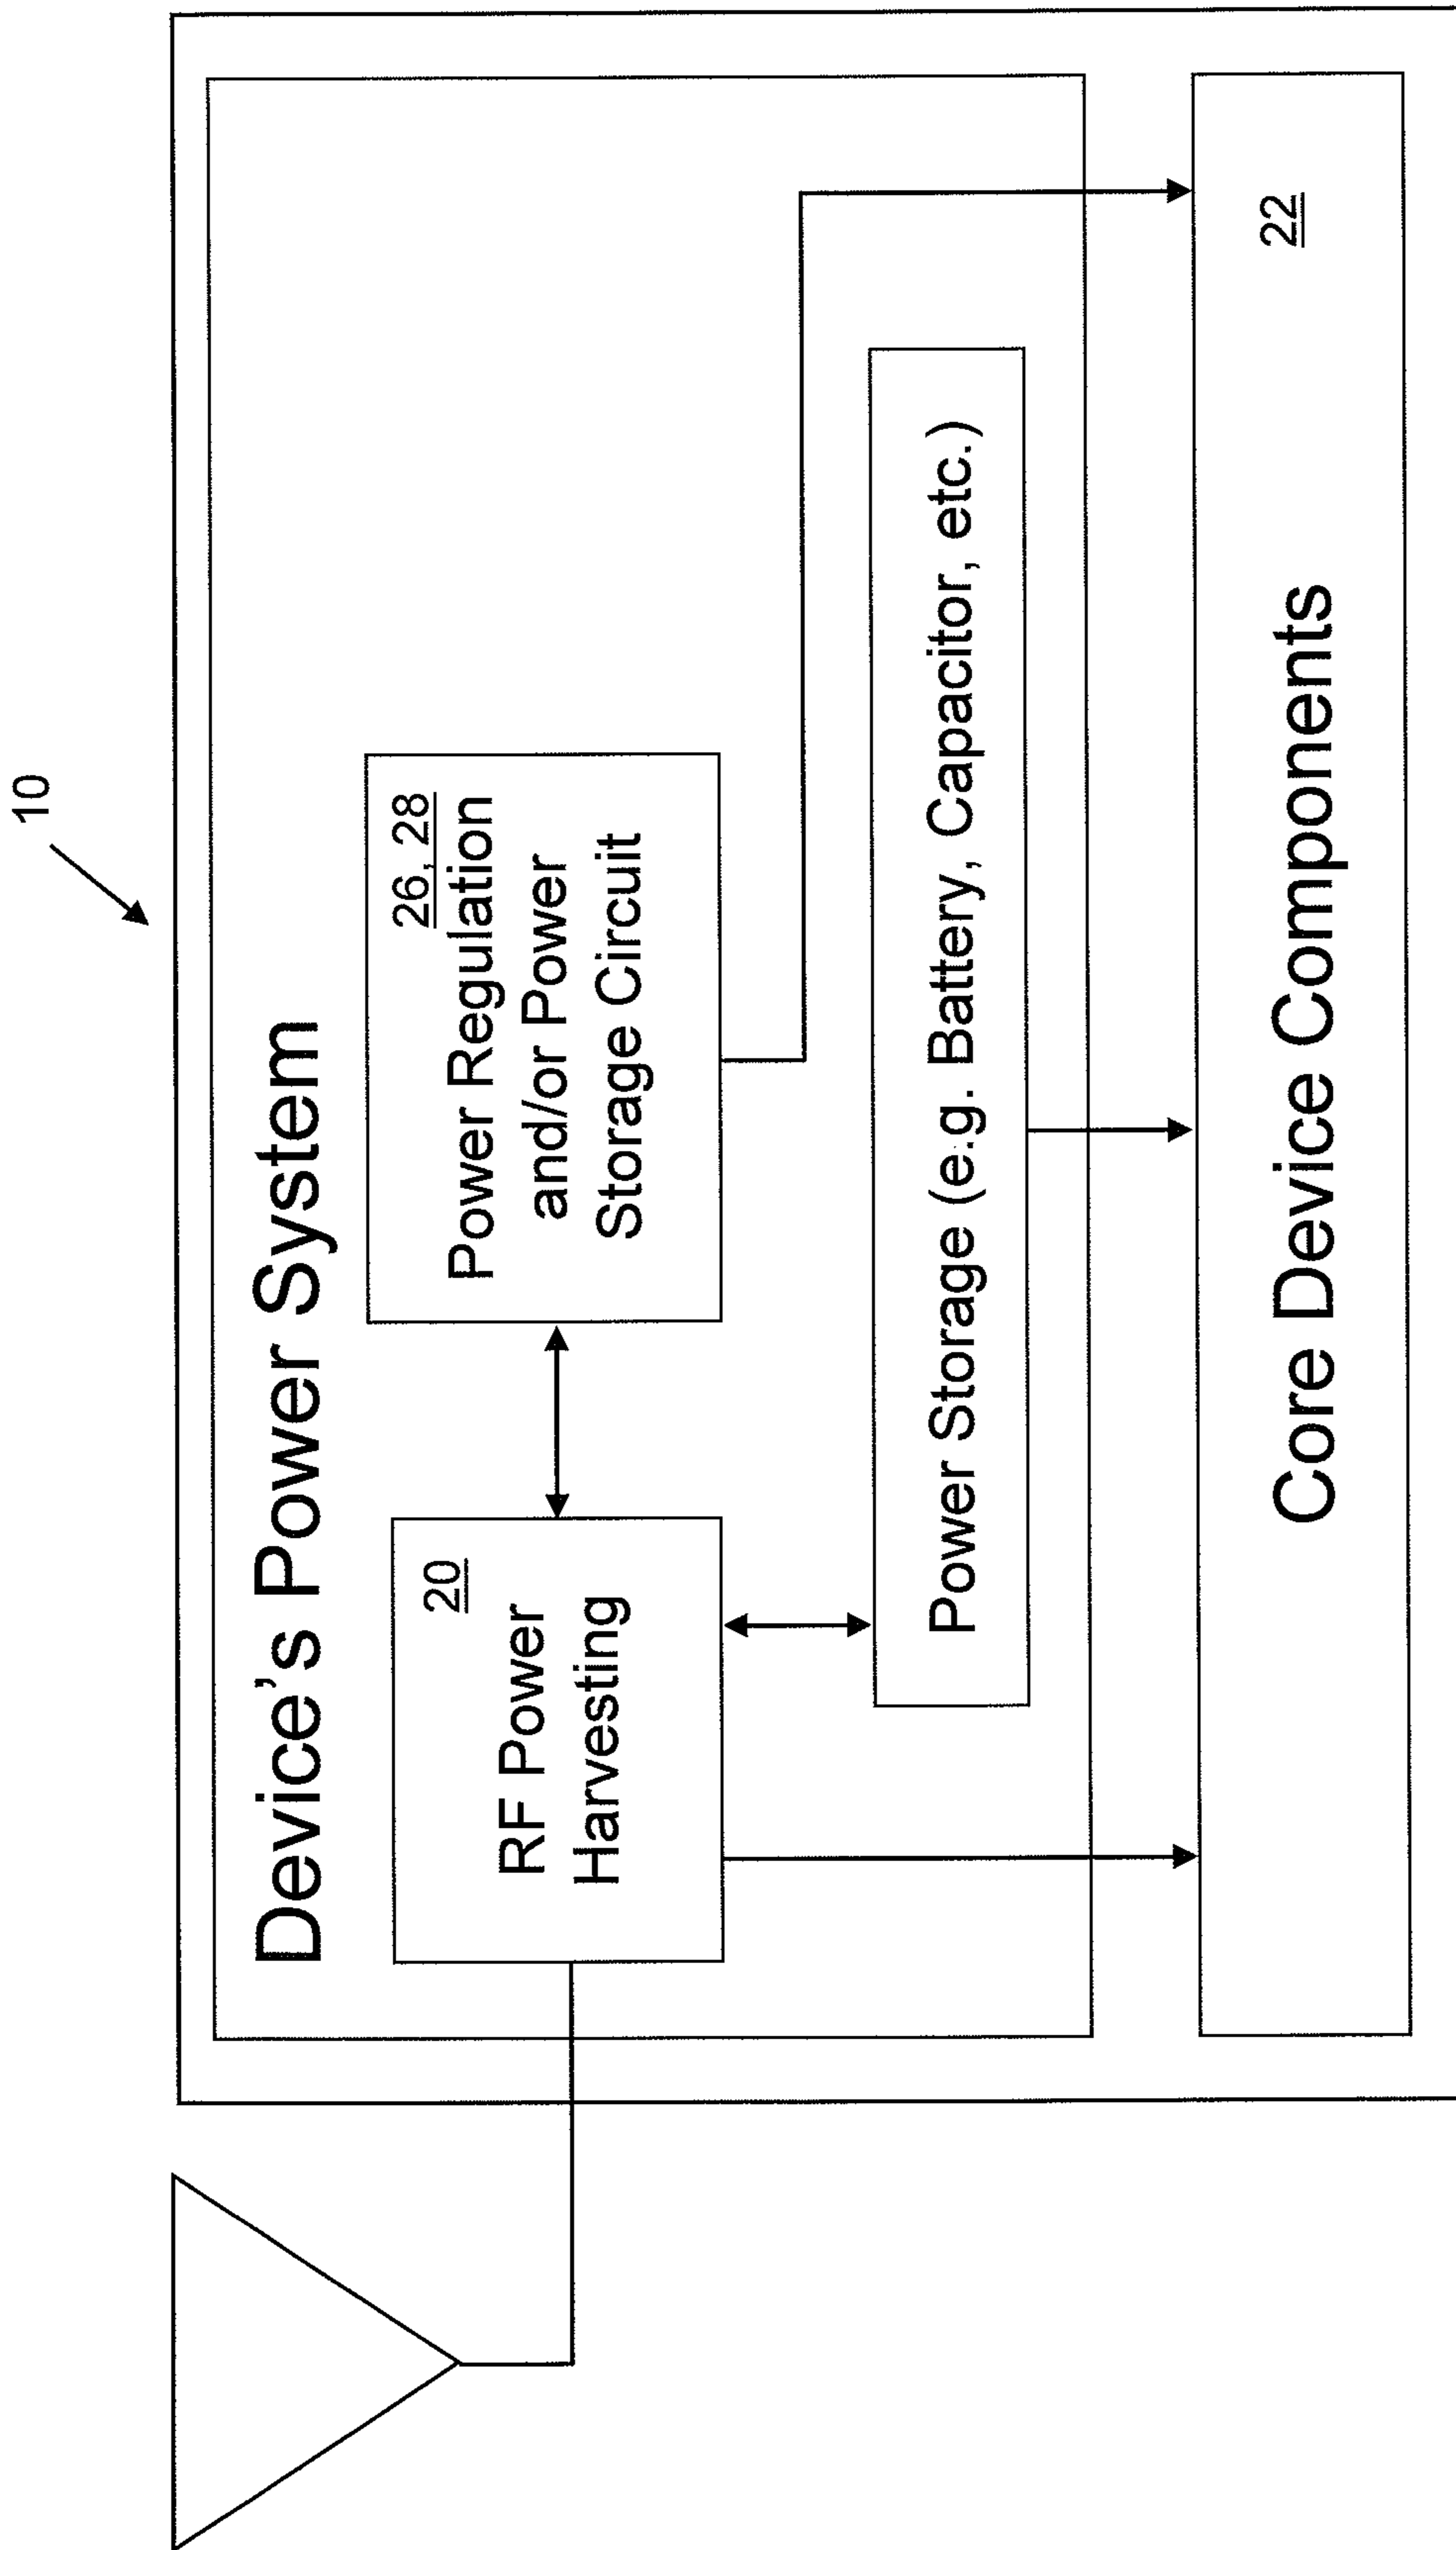 10
Device's Power System
20
RF Power
Harvesting
26, 28
Power Regulation
and/or Power
Storage Circuit
Power Storage (e.g. Battery, Capacitor, etc.)
22
Core Device Components